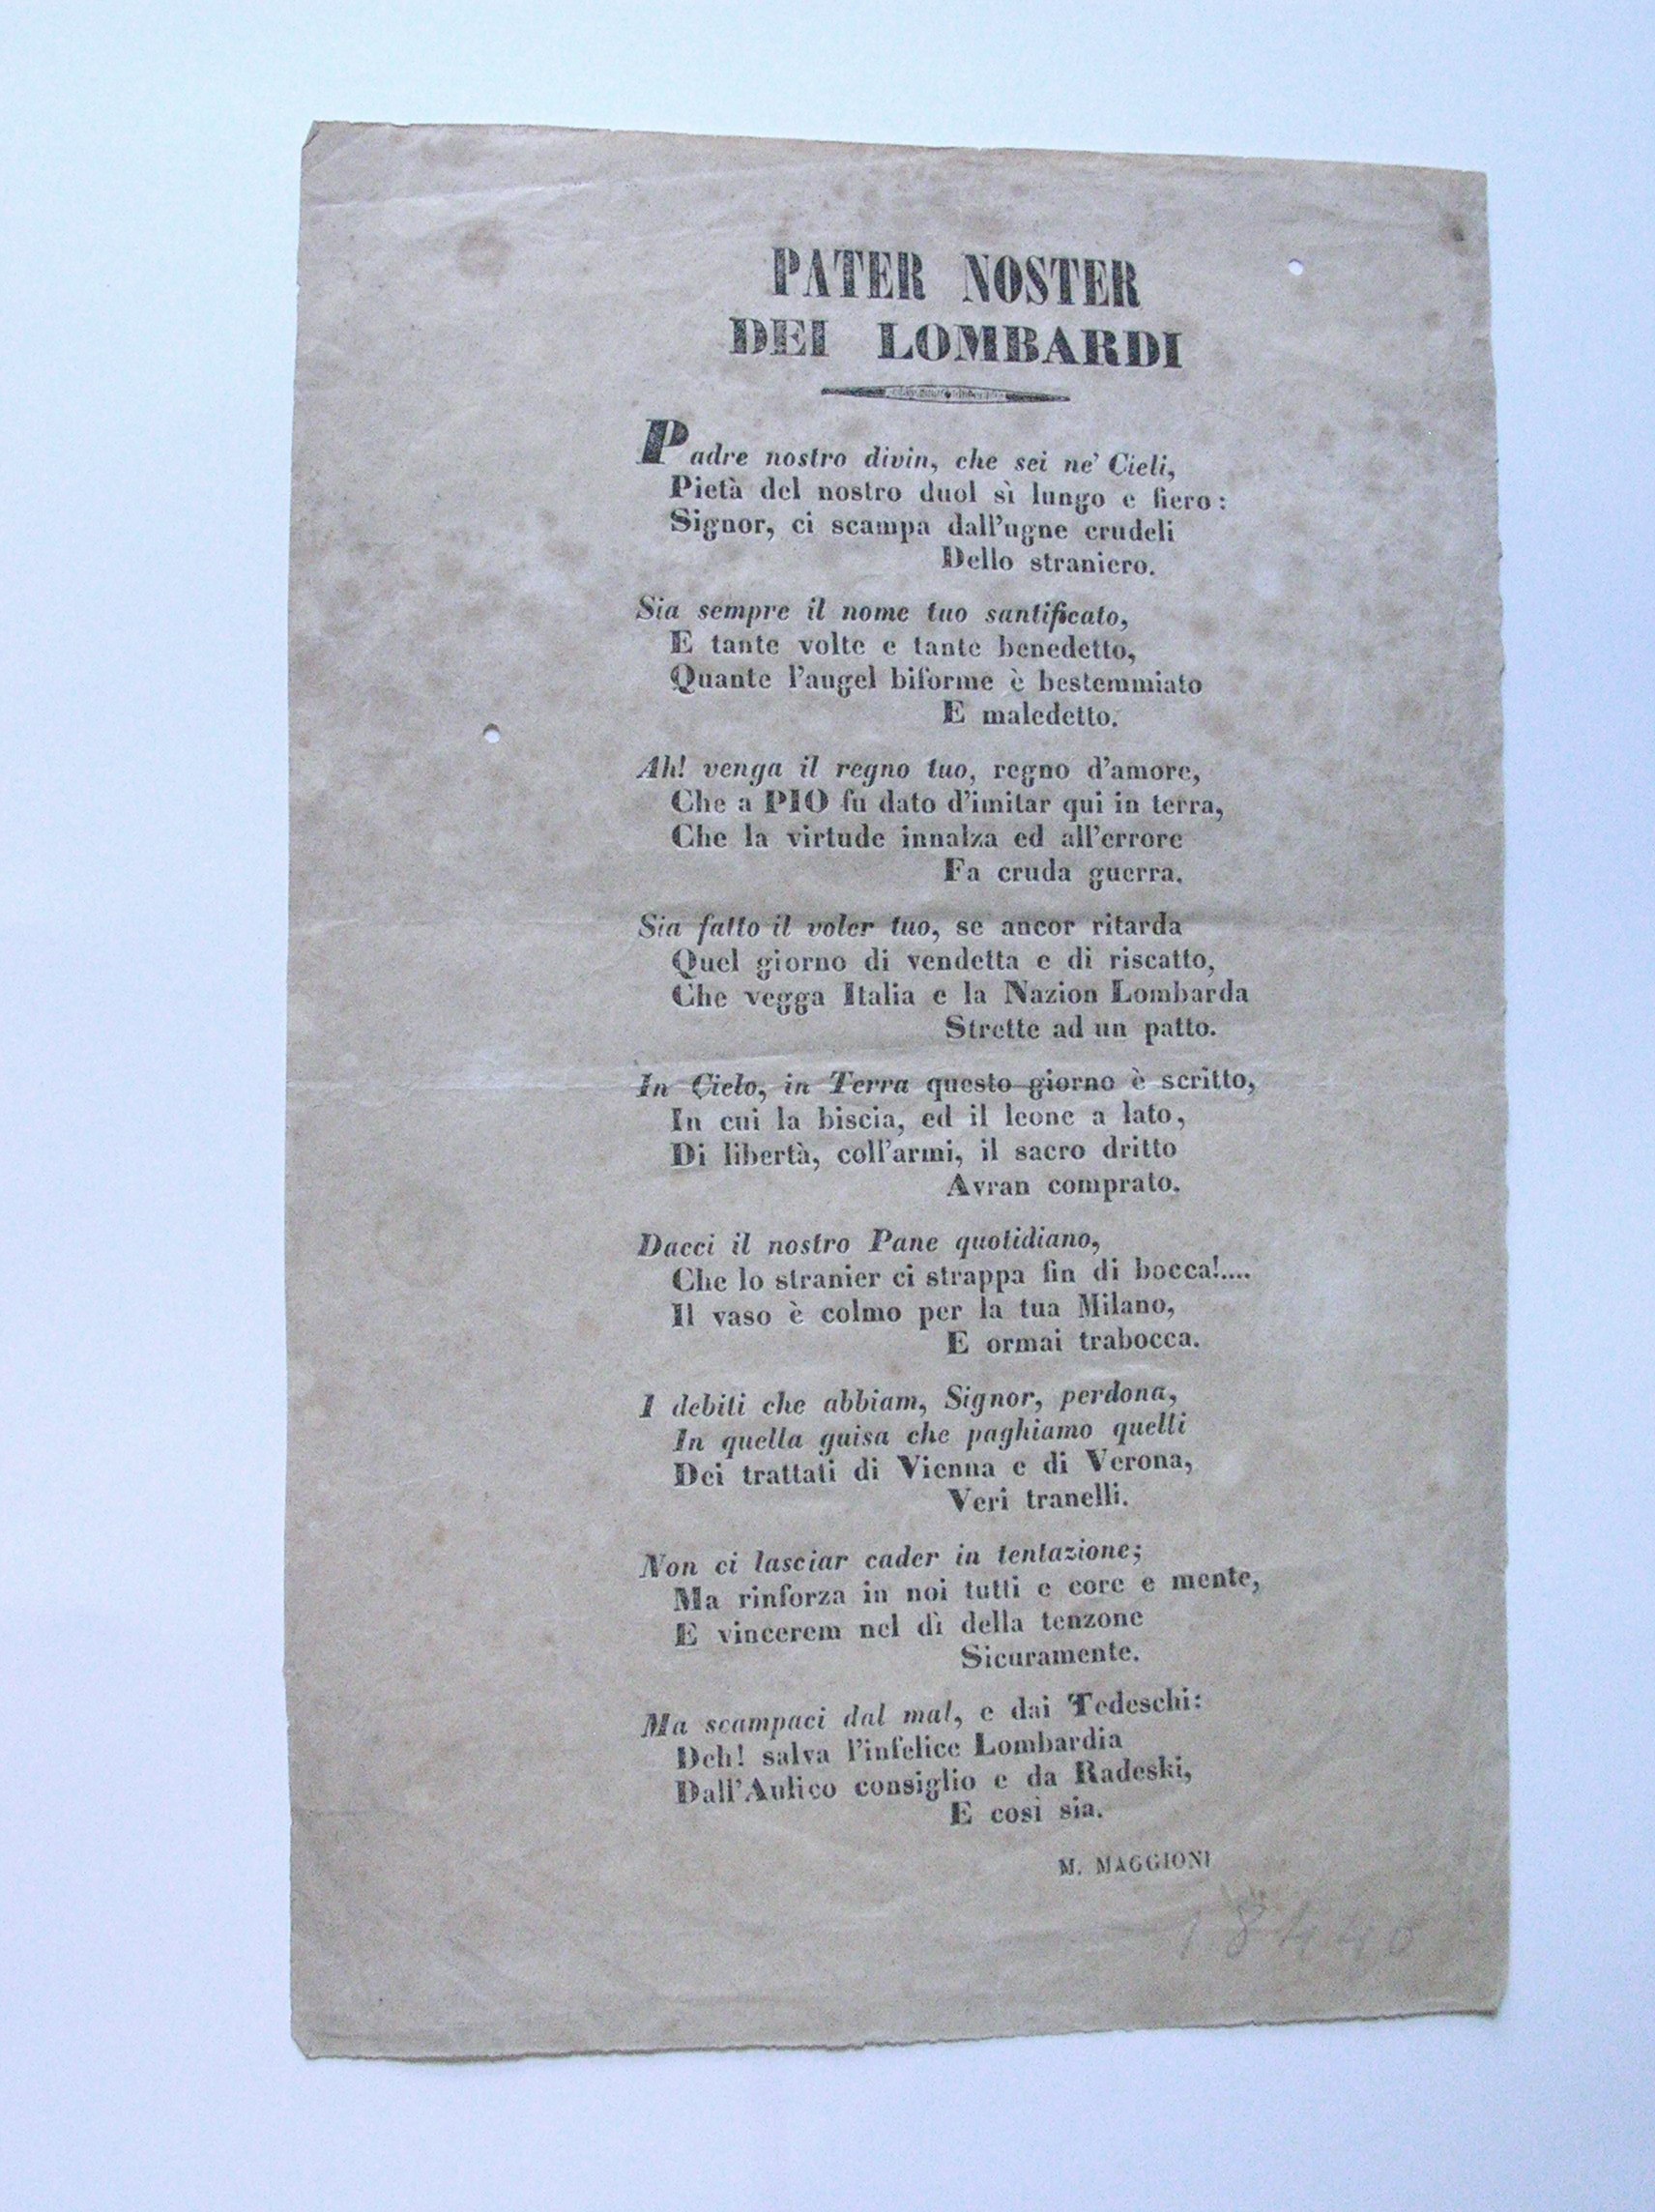 PATER NOSTER
DEI LOMBARDI
Padre nostro divin, che sei ne' Cieli,
Pietà del nostro duol sì lungo e fiero:
Signor, ci scampa dall'ugne crudeli
Dello straniero.
Sia sempre il nome tuo santificato,
E tante volte e tante benedetto,
Quante l'augel biforme è bestemmiato
E maledetto.
Ah! venga il regno tuo, regno d'amore,
Che a PIO fu dato d'imitar qui in terra,
Che la virtude innalza ed all'errore
Fa cruda guerra.
Sia fatto il voler tuo, se ancor ritarda
Quel giorno di vendetta e di riscatto,
Che vegga Italia e la Nazion Lombarda
Strette ad un patto.
In Cielo, in Terra questo giorno è scritto,
In cui la biscia, ed il leone a lato,
Di libertà, coll'armi, il sacro dritto
Avran comprato.
Dacci il nostro Pane quotidiano,
Che lo stranier ci strappa fin di bocca!....
Il vaso è colmo per la tua Milano,
E ormai trabocca.
I debiti che abbiam, Signor, perdona,
In quella guisa che paghiamo quelli
Dei trattati di Vienna e di Verona,
Veri tranelli.
Non ci lasciar cader in tentazione;
Ma rinforza in noi tutti e core e mente,
E vincerem nel dì della tenzone
Sicuramente.
Ma scampaci dal mal, e dai Tedeschi:
Deh! salva l'infelice Lombardia
Dall'Aulico consiglio e da Radeski,
E così sia.
M. MAGGIONI